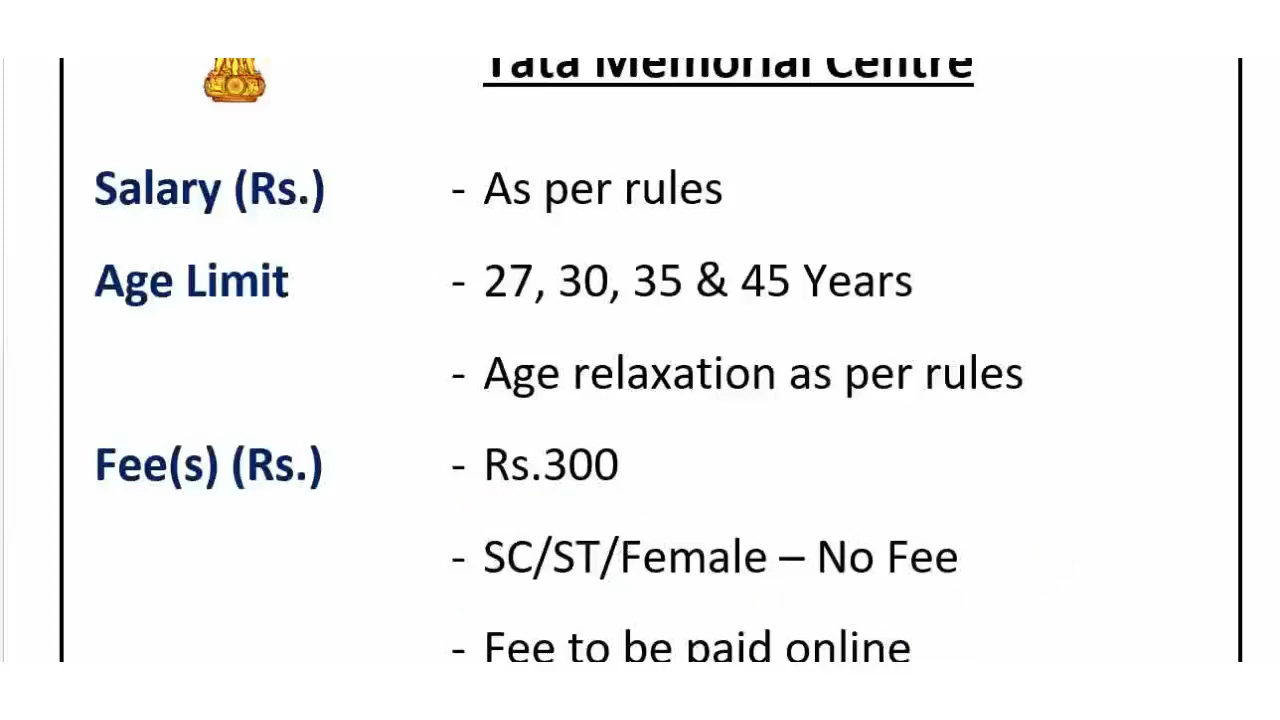 Tata Memorial Centre
Salary (Rs.) - As per rules
Age Limit - 27, 30, 35 & 45 Years
- Age relaxation as per rules
Fee(s) (Rs.) - Rs.300
- SC/ST/Female – No Fee
- Fee to be paid online